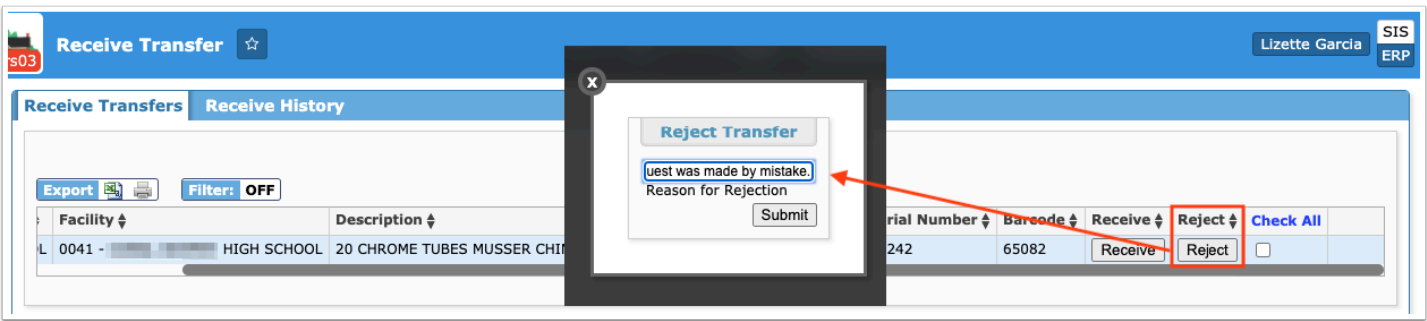 rs03
Receive Transfer
Lizette Garcia
SIS
ERP
Receive Transfers Receive History
x
Reject Transfer
uest was made by mistake.
Reason for Rejection
Submit
Export Filter: OFF
Facility Description rial Number Barcode Receive Reject Check All
L 0041 - HIGH SCHOOL 20 CHROME TUBES MUSSER CHI 242 65082 Receive Reject